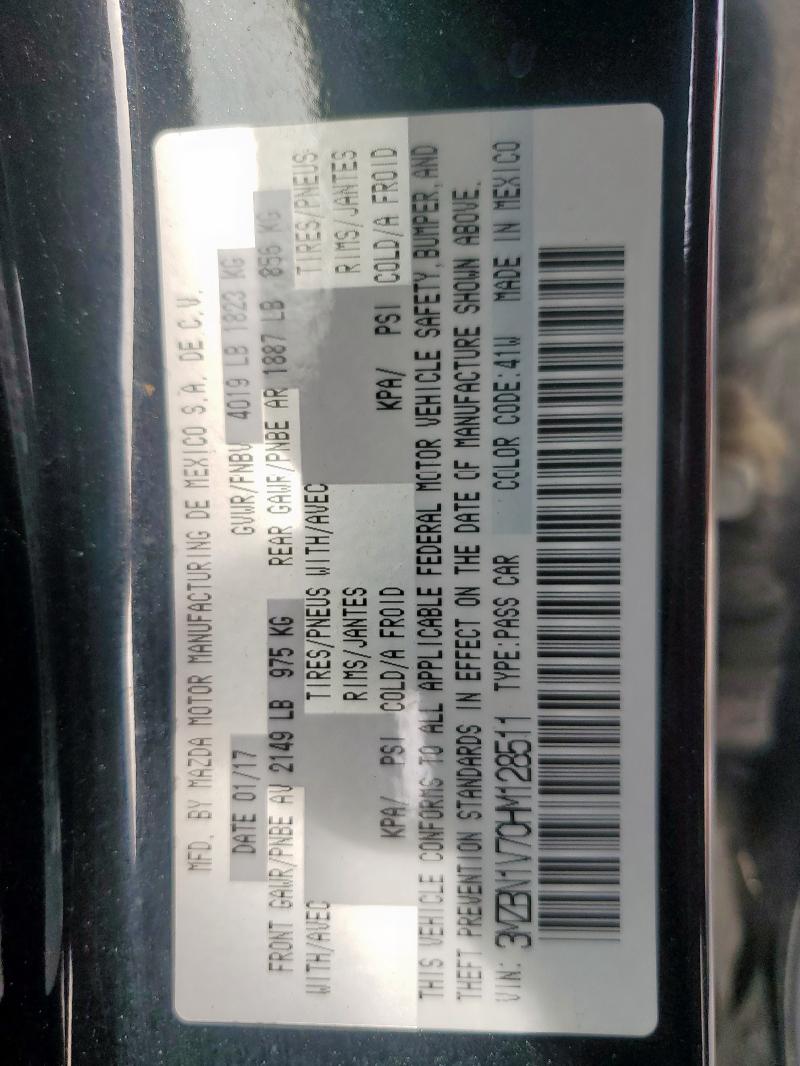 MFD. BY MAZDA MOTOR MANUFACTURING DE MEXICO S.A. DE C.V.
DATE 01/17 GVWR/PNBV 4019 LB 1823 KG
FRONT GAWR/PNBE AV 2149 LB 975 KG REAR GAWR/PNBE AR 1887 LB 856 KG
WITH/AVEC TIRES/PNEUS WITH/AVEC TIRES/PNEUS
RIMS/JANTES RIMS/JANTES
KPA/ PSI COLD/A FROID KPA/ PSI COLD/A FROID
THIS VEHICLE CONFORMS TO ALL APPLICABLE FEDERAL MOTOR VEHICLE SAFETY, BUMPER, AND
THEFT PREVENTION STANDARDS IN EFFECT ON THE DATE OF MANUFACTURE SHOWN ABOVE.
VIN: 3MZBN1V70HM128511 TYPE:PASS CAR COLOR CODE:41W MADE IN MEXICO